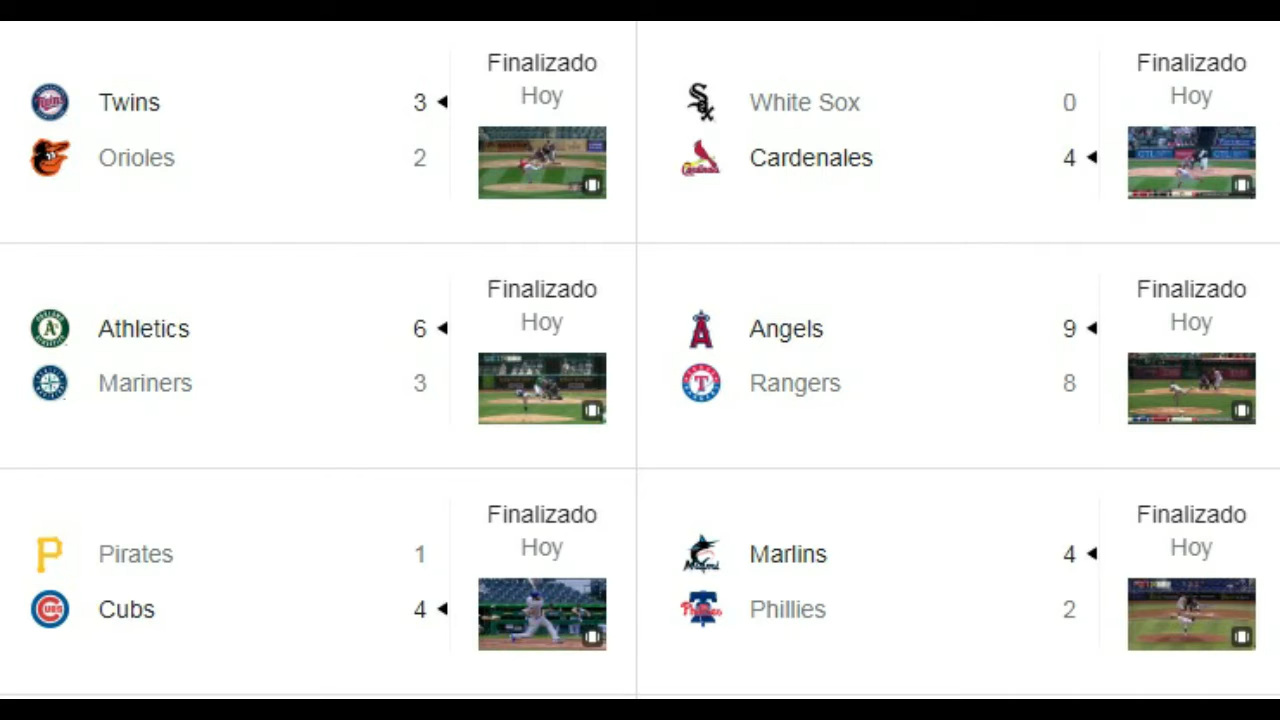 Finalizado
Hoy
Twins 3
Orioles 2
Finalizado
Hoy
White Sox 0
Cardenales 4
Finalizado
Hoy
Athletics 6
Mariners 3
Finalizado
Hoy
Angels 9
Rangers 8
Finalizado
Hoy
Pirates 1
Cubs 4
Finalizado
Hoy
Marlins 4
Phillies 2